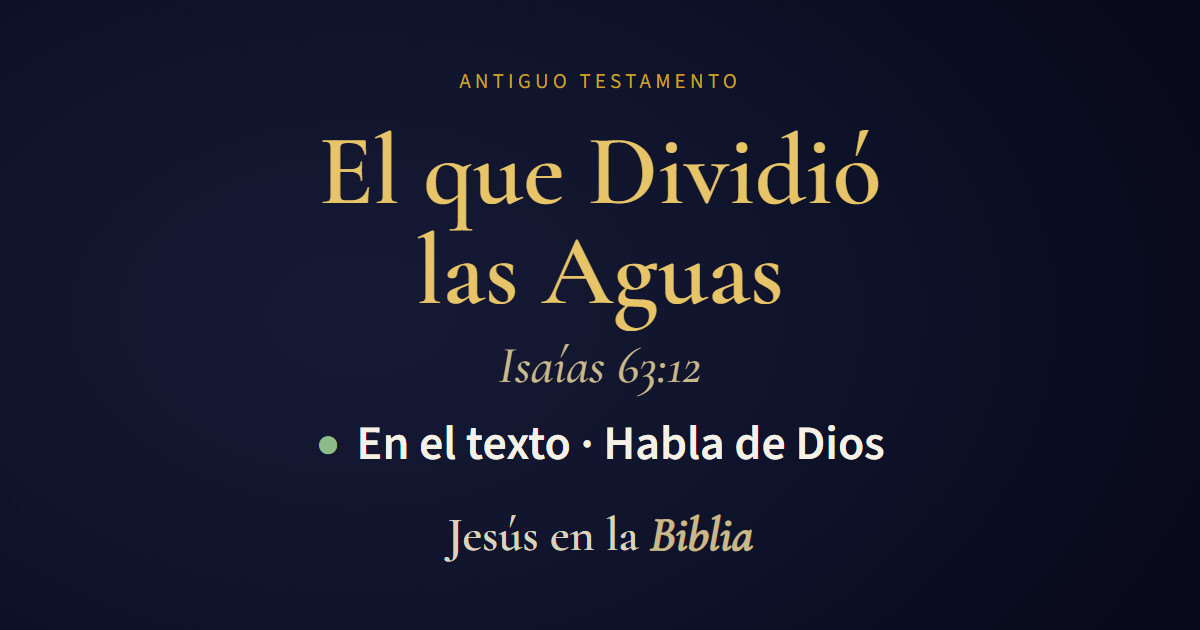 ANTIGUO TESTAMENTO
El que Dividió
las Aguas
Isaías 63:12
En el texto · Habla de Dios
Jesús en la Biblia